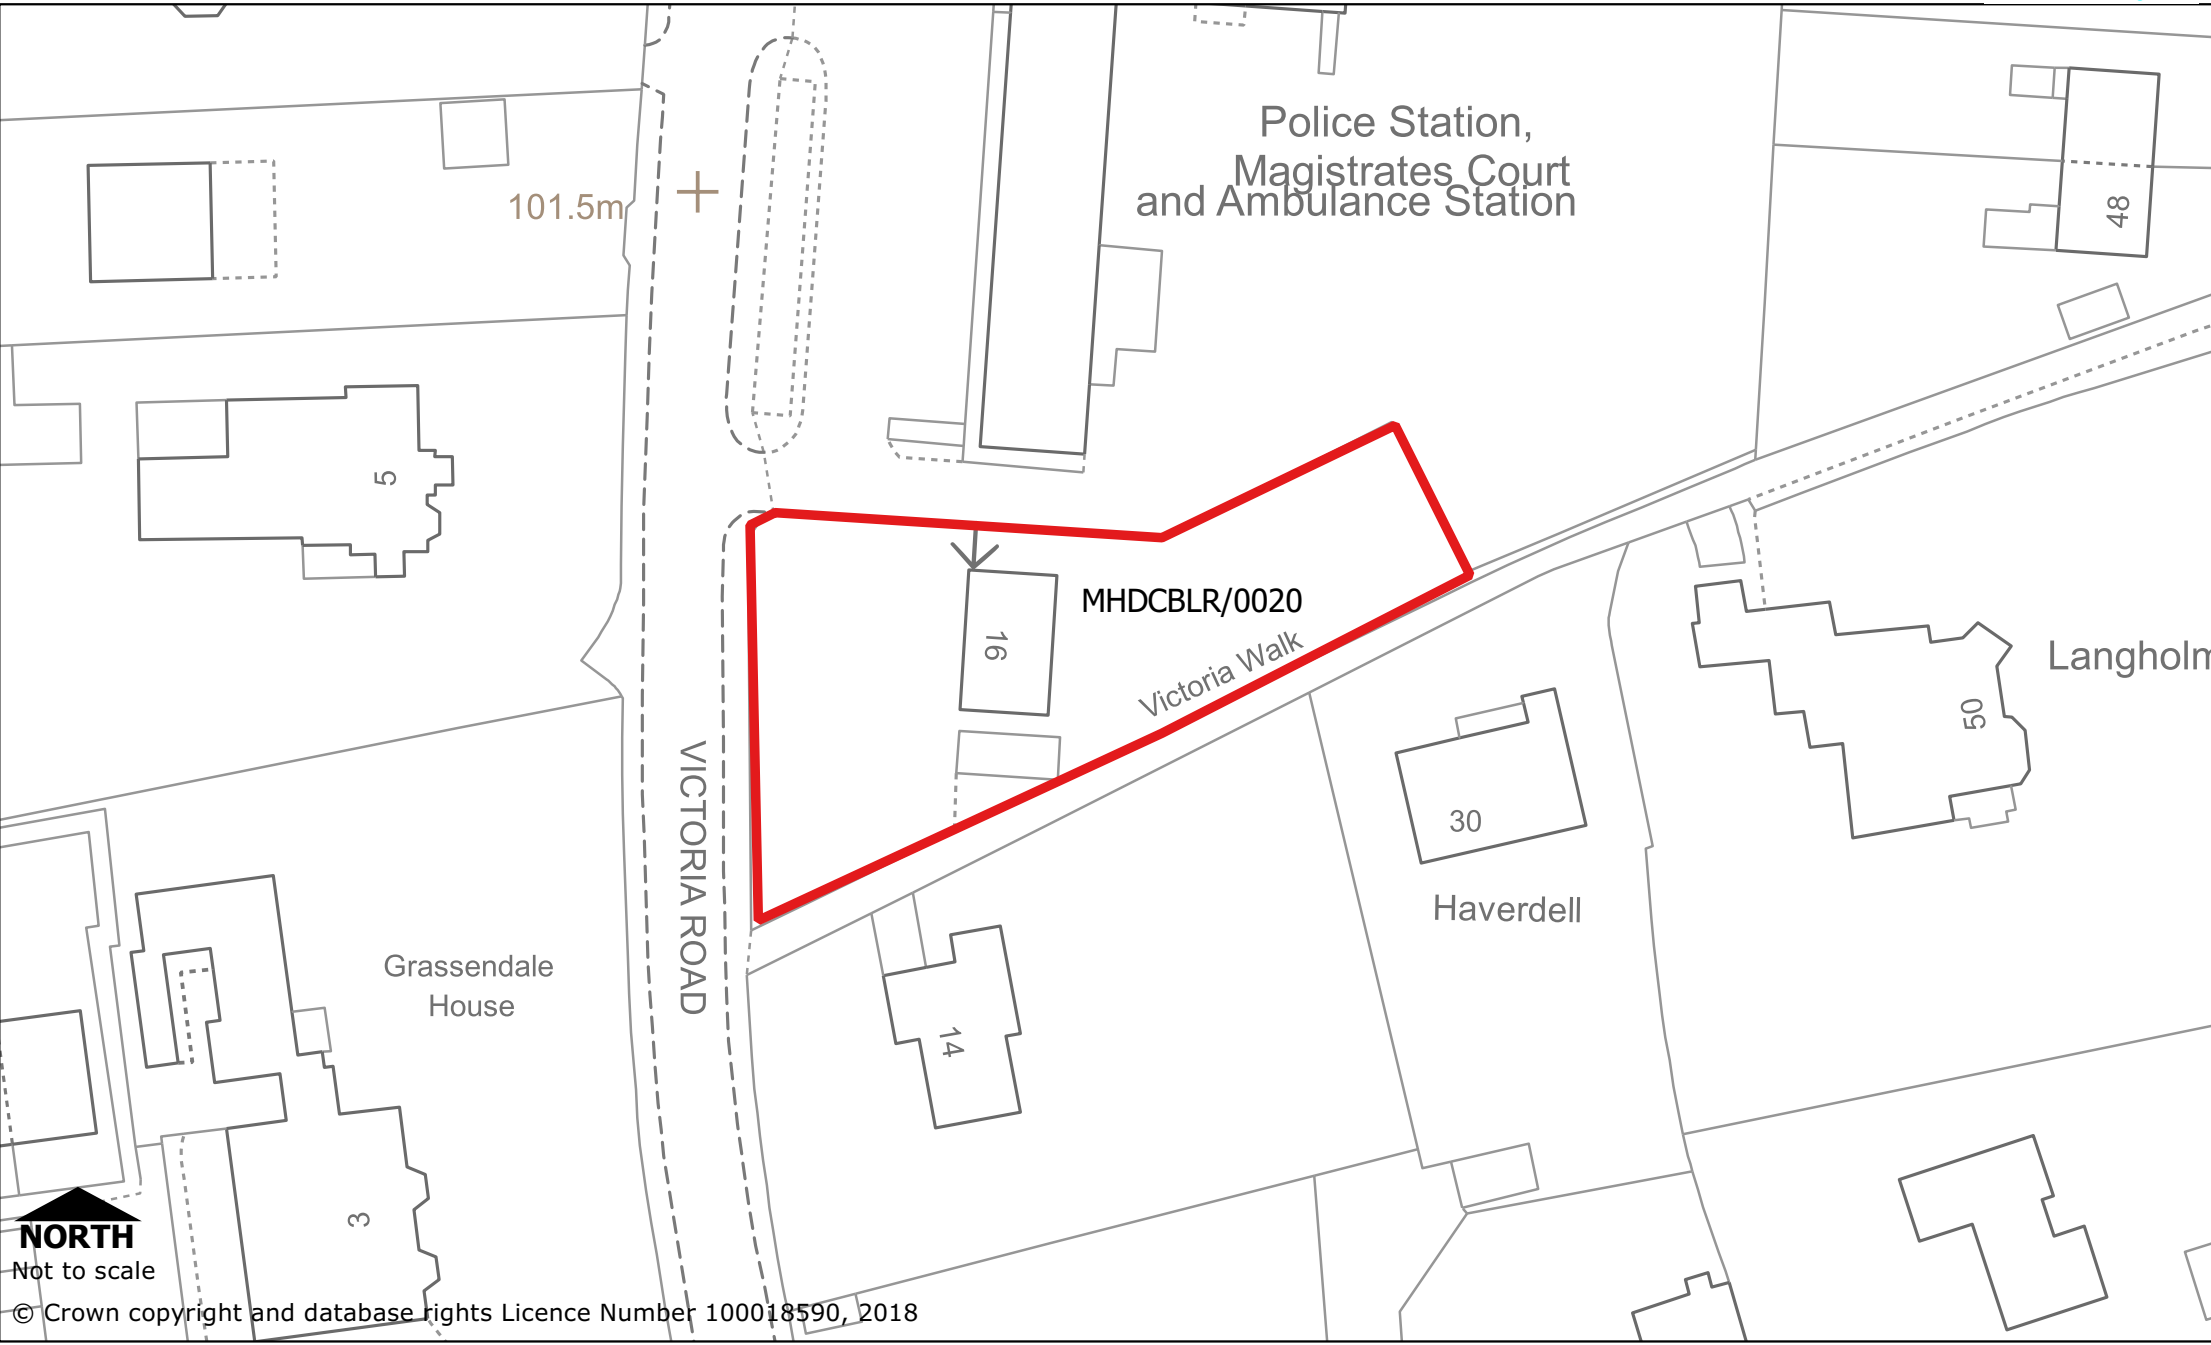 Police Station,
Magistrates Court
and Ambulance Station
101.5m
48
5
MHDCBLR/0020
16
Victoria Walk
Langholm
50
VICTORIA ROAD
30
Haverdell
Grassendale
House
14
3
NORTH
Not to scale
© Crown copyright and database rights Licence Number 100018590, 2018